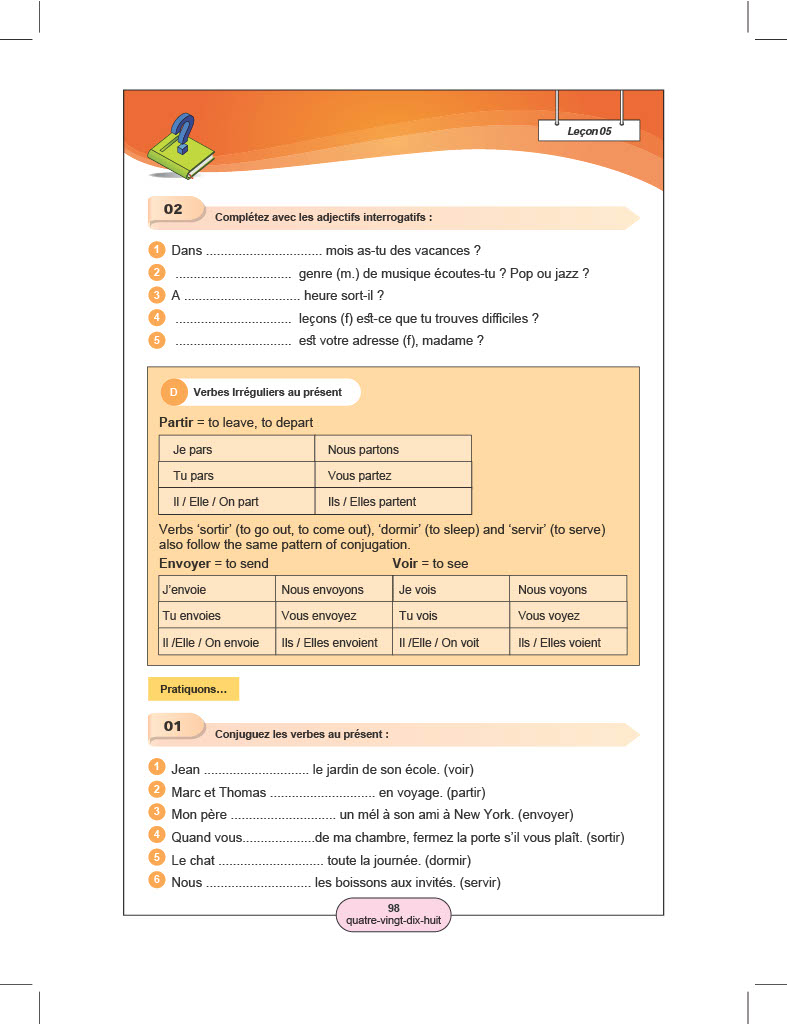 Leçon 05
02 Complétez avec les adjectifs interrogatifs :
1 Dans ................................ mois as-tu des vacances ?
2 ................................ genre (m.) de musique écoutes-tu ? Pop ou jazz ?
3 A ................................ heure sort-il ?
4 ................................ leçons (f) est-ce que tu trouves difficiles ?
5 ................................ est votre adresse (f), madame ?
D Verbes Irréguliers au présent
Partir = to leave, to depart
Je pars Nous partons
Tu pars Vous partez
Il / Elle / On part Ils / Elles partent
Verbs ‘sortir’ (to go out, to come out), ‘dormir’ (to sleep) and ‘servir’ (to serve)
also follow the same pattern of conjugation.
Envoyer = to send Voir = to see
J’envoie Nous envoyons Je vois Nous voyons
Tu envoies Vous envoyez Tu vois Vous voyez
Il /Elle / On envoie Ils / Elles envoient Il /Elle / On voit Ils / Elles voient
Pratiquons…
01 Conjuguez les verbes au présent :
1 Jean ............................. le jardin de son école. (voir)
2 Marc et Thomas ............................. en voyage. (partir)
3 Mon père ............................. un mél à son ami à New York. (envoyer)
4 Quand vous....................de ma chambre, fermez la porte s’il vous plaît. (sortir)
5 Le chat ............................. toute la journée. (dormir)
6 Nous ............................. les boissons aux invités. (servir)
98
quatre-vingt-dix-huit